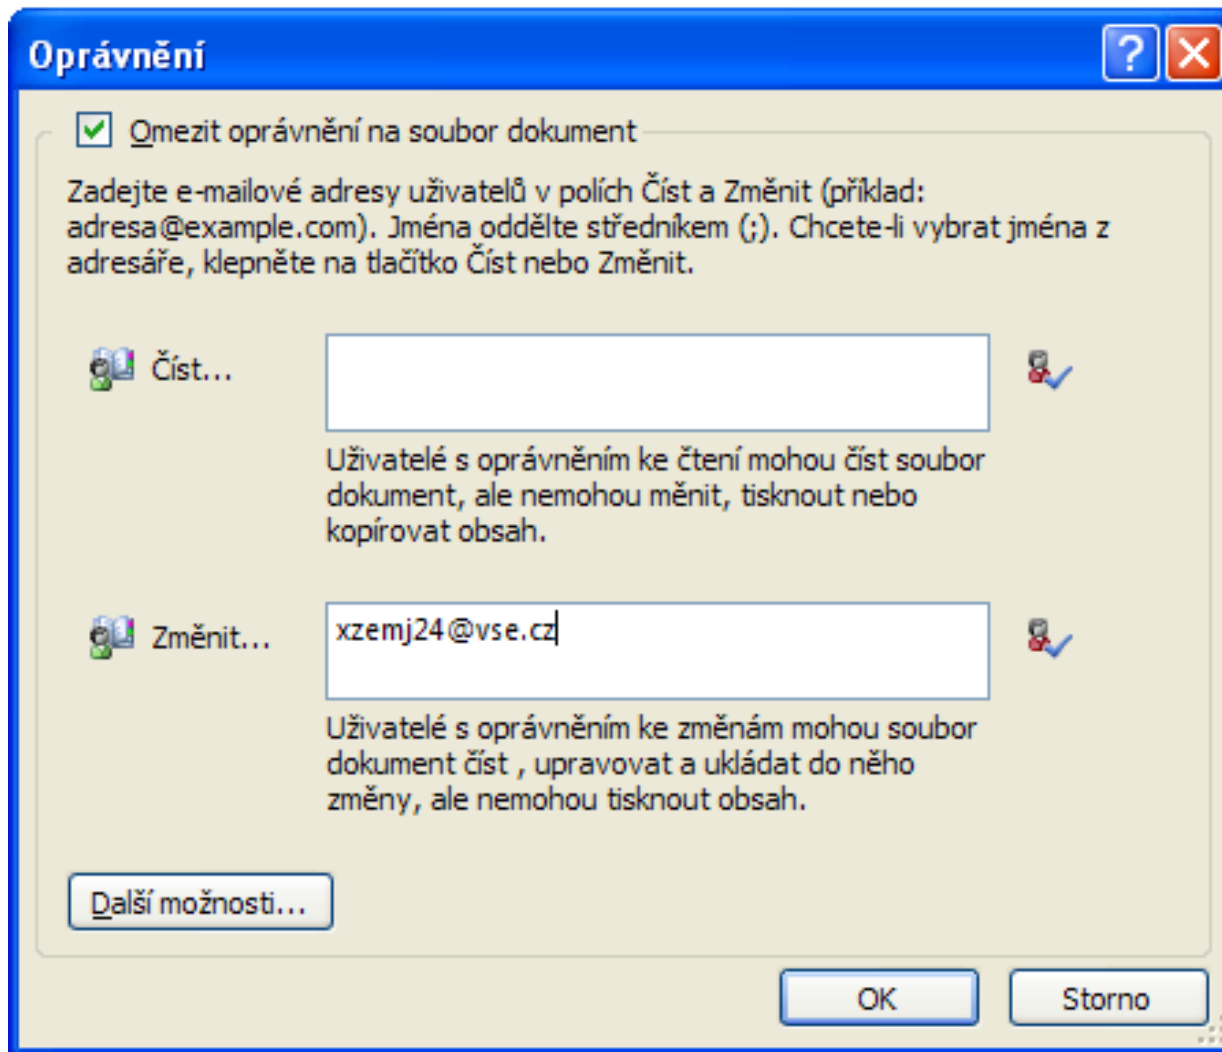 Oprávnění
Omezit oprávnění na soubor dokument
Zadejte e-mailové adresy uživatelů v polích Číst a Změnit (příklad:
adresa@example.com). Jména oddělte středníkem (;). Chcete-li vybrat jména z
adresáře, klepněte na tlačítko Číst nebo Změnit.
Číst...
Uživatelé s oprávněním ke čtení mohou číst soubor
dokument, ale nemohou měnit, tisknout nebo
kopírovat obsah.
Změnit...
xzemj24@vse.cz
Uživatelé s oprávněním ke změnám mohou soubor
dokument číst , upravovat a ukládat do něho
změny, ale nemohou tisknout obsah.
Další možnosti...
OK
Storno